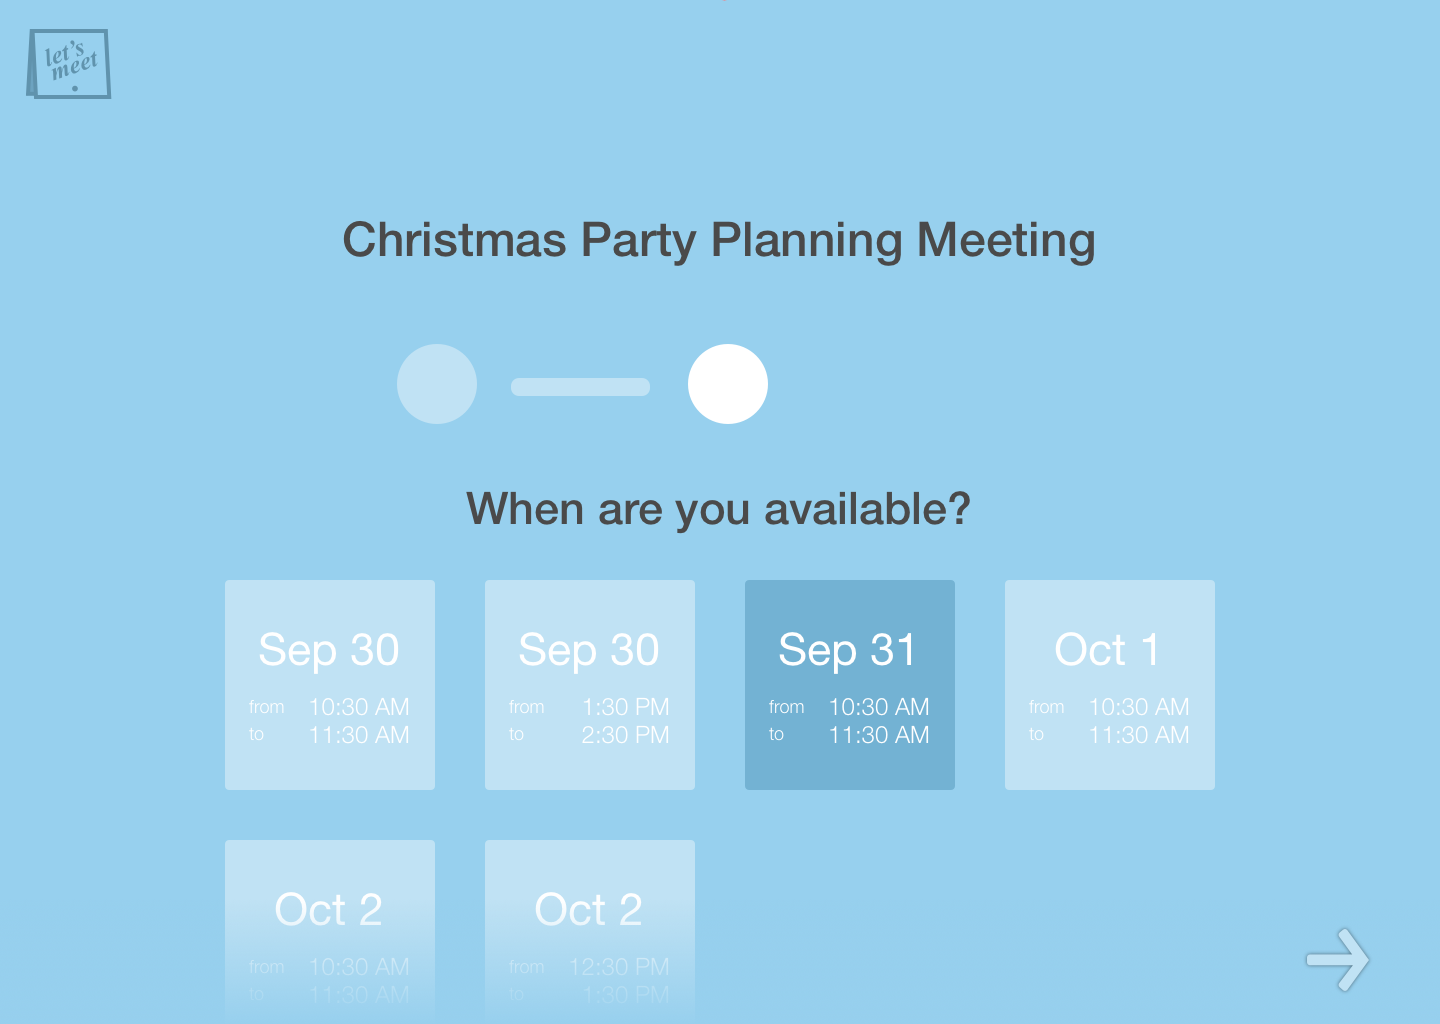 let's
meet
Christmas Party Planning Meeting
When are you available?
Sep 30
from 10:30 AM
to 11:30 AM
Sep 30
from 1:30 PM
to 2:30 PM
Sep 31
from 10:30 AM
to 11:30 AM
Oct 1
from 10:30 AM
to 11:30 AM
Oct 2
from 10:30 AM
to 11:30 AM
Oct 2
from 12:30 PM
to 1:30 PM